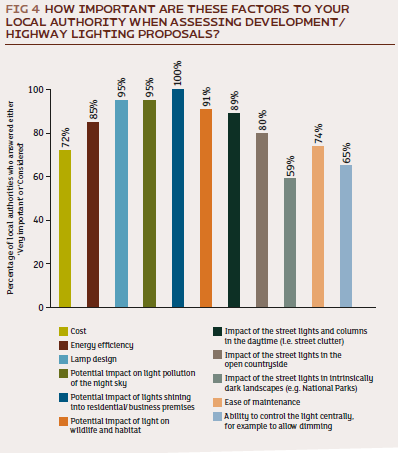 FIG 4 HOW IMPORTANT ARE THESE FACTORS TO YOUR
LOCAL AUTHORITY WHEN ASSESSING DEVELOPMENT/
HIGHWAY LIGHTING PROPOSALS?
Percentage of local authorities who answered either
'Very important' or 'Considered'
100
80
60
40
20
0
72%
85%
95%
95%
100%
91%
89%
80%
59%
74%
65%
Cost
Energy efficiency
Lamp design
Potential impact on light pollution
of the night sky
Potential impact of lights shining
into residential/business premises
Potential impact of light on
wildlife and habitat
Impact of the street lights and columns
in the daytime (i.e. street clutter)
Impact of the street lights in the
open countryside
Impact of the street lights in intrinsically
dark landscapes (e.g. National Parks)
Ease of maintenance
Ability to control the light centrally,
for example to allow dimming